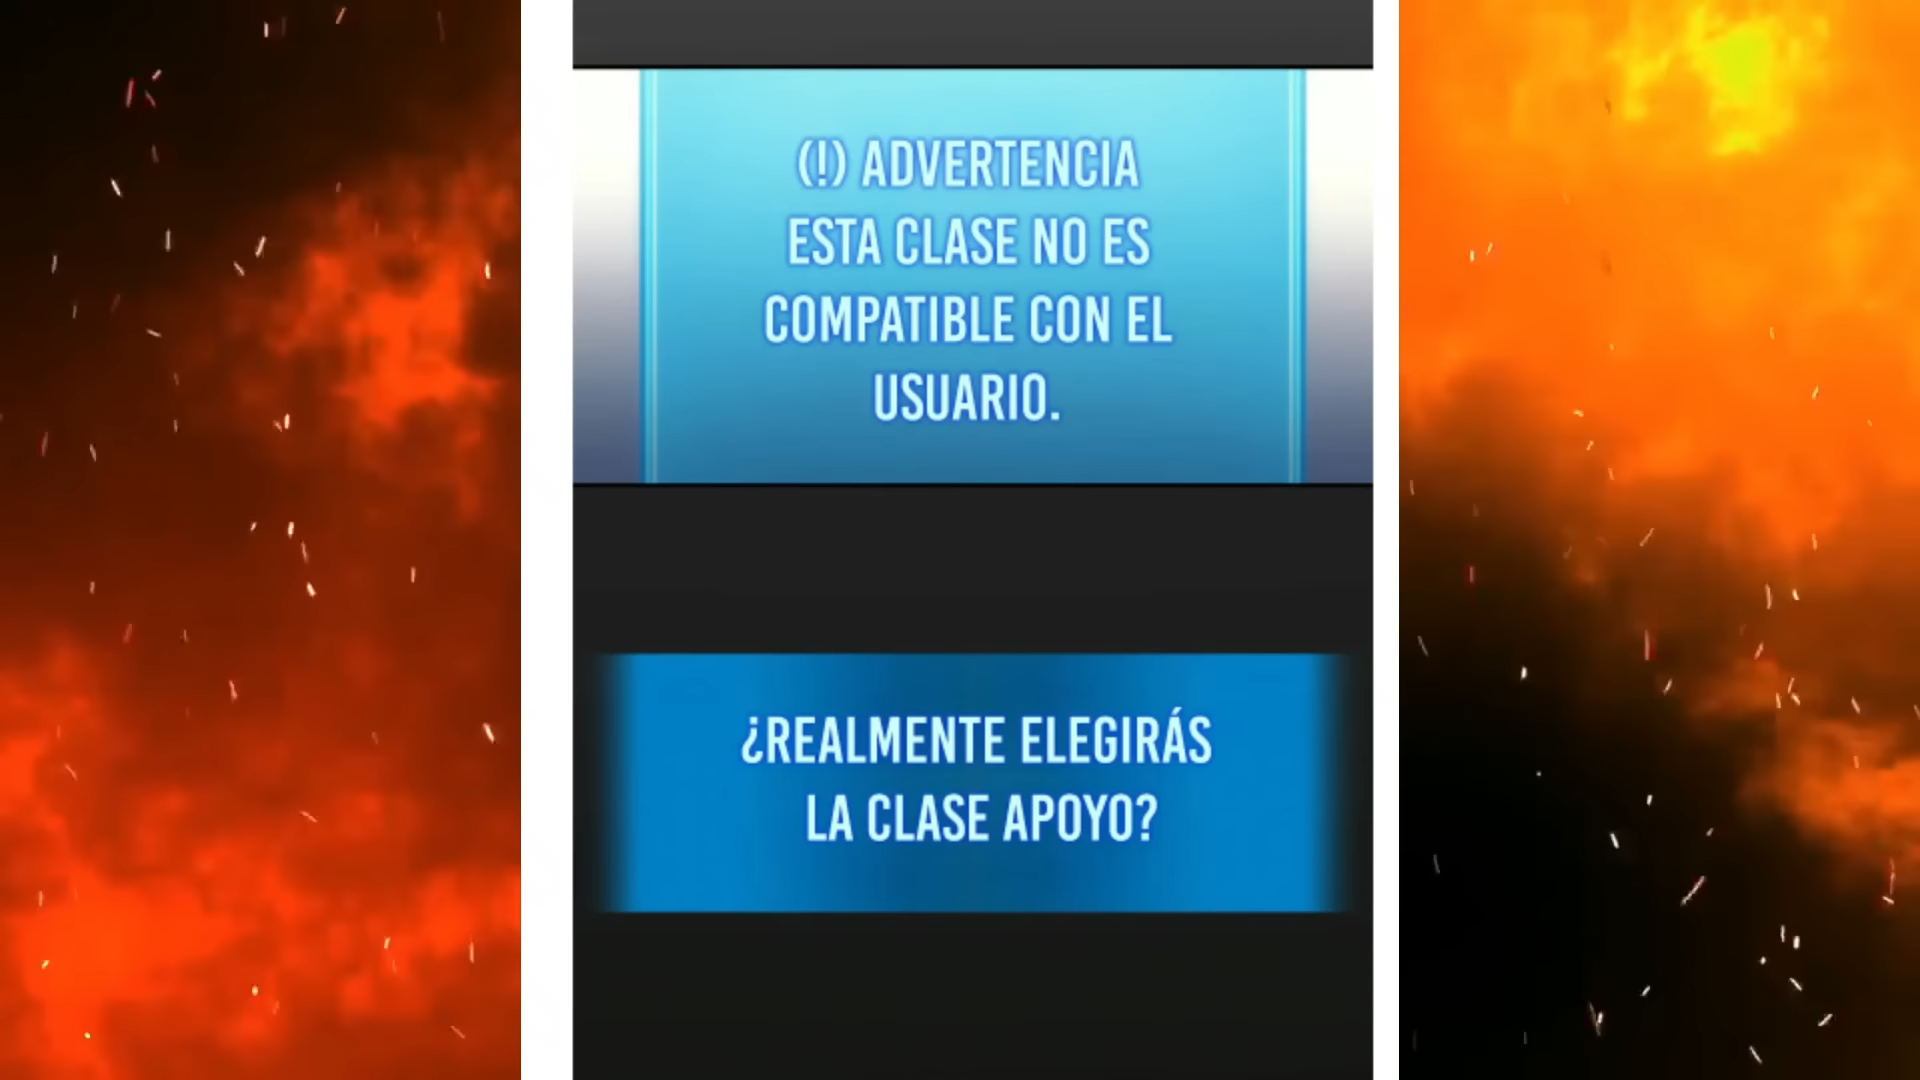 (!) ADVERTENCIA
ESTA CLASE NO ES
COMPATIBLE CON EL
USUARIO.
¿REALMENTE ELEGIRÁS
LA CLASE APOYO?